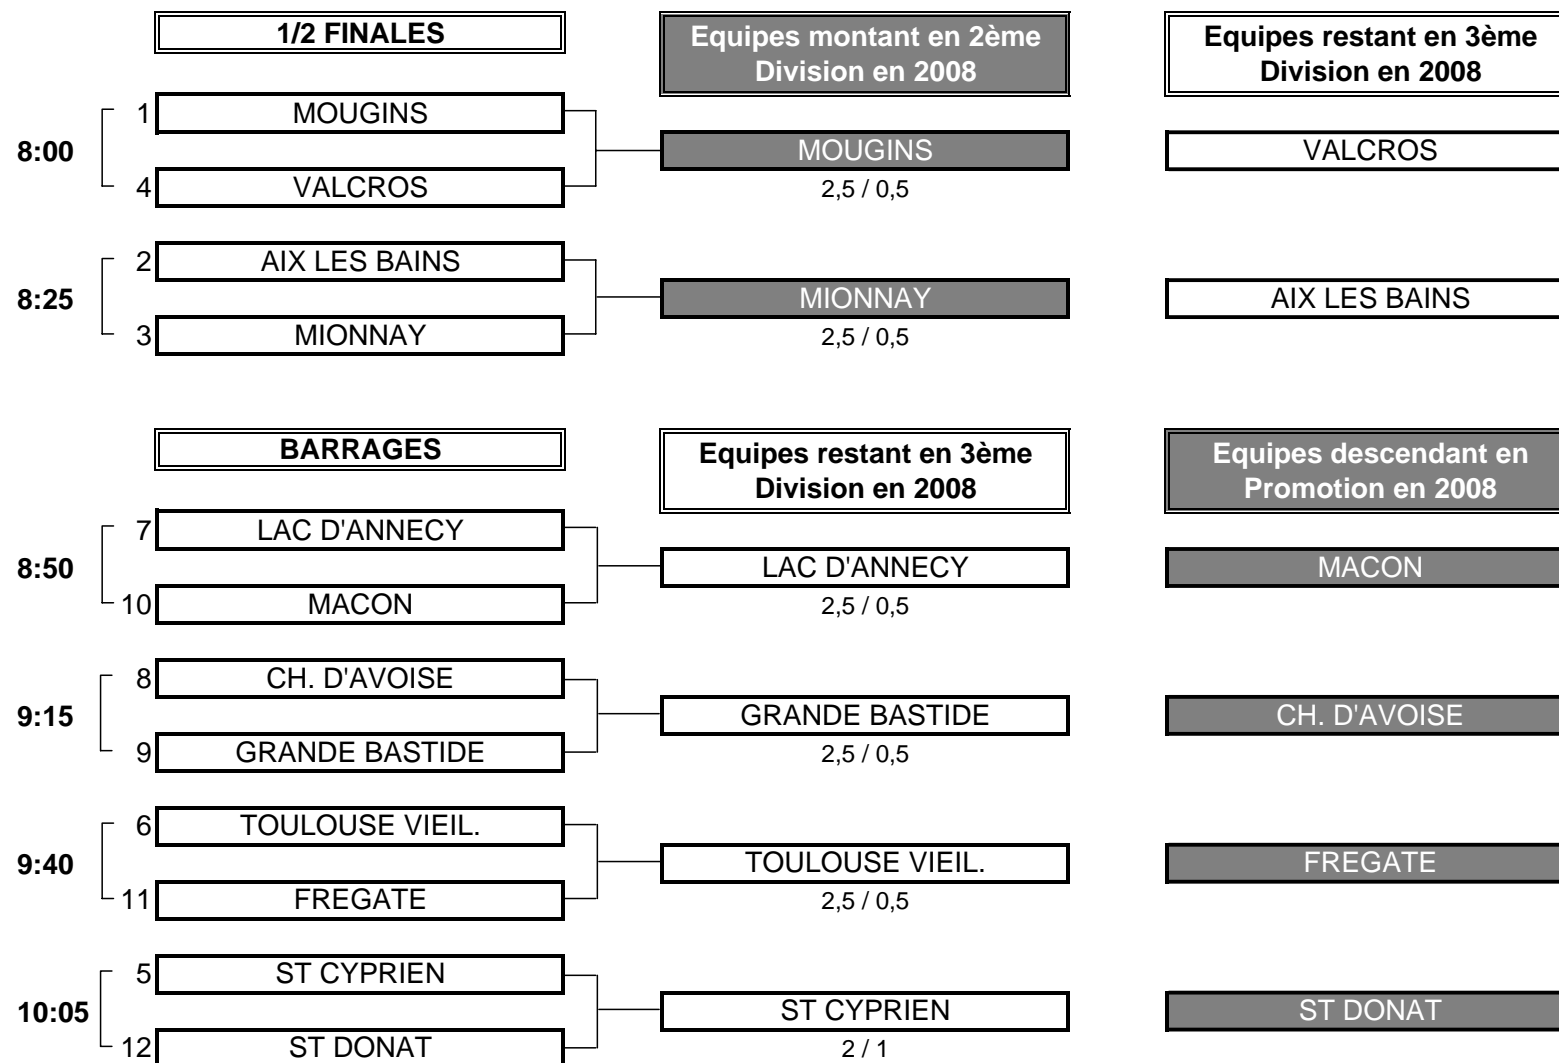 1/2 FINALES
Equipes montant en 2ème
Division en 2008
Equipes restant en 3ème
Division en 2008
1 MOUGINS
8:00 MOUGINS VALCROS
4 VALCROS 2,5 / 0,5
2 AIX LES BAINS
8:25 MIONNAY AIX LES BAINS
3 MIONNAY 2,5 / 0,5
BARRAGES
Equipes restant en 3ème
Division en 2008
Equipes descendant en
Promotion en 2008
7 LAC D'ANNECY
8:50 LAC D'ANNECY MACON
10 MACON 2,5 / 0,5
8 CH. D'AVOISE
9:15 GRANDE BASTIDE CH. D'AVOISE
9 GRANDE BASTIDE 2,5 / 0,5
6 TOULOUSE VIEIL.
9:40 TOULOUSE VIEIL. FREGATE
11 FREGATE 2,5 / 0,5
5 ST CYPRIEN
10:05 ST CYPRIEN ST DONAT
12 ST DONAT 2 / 1